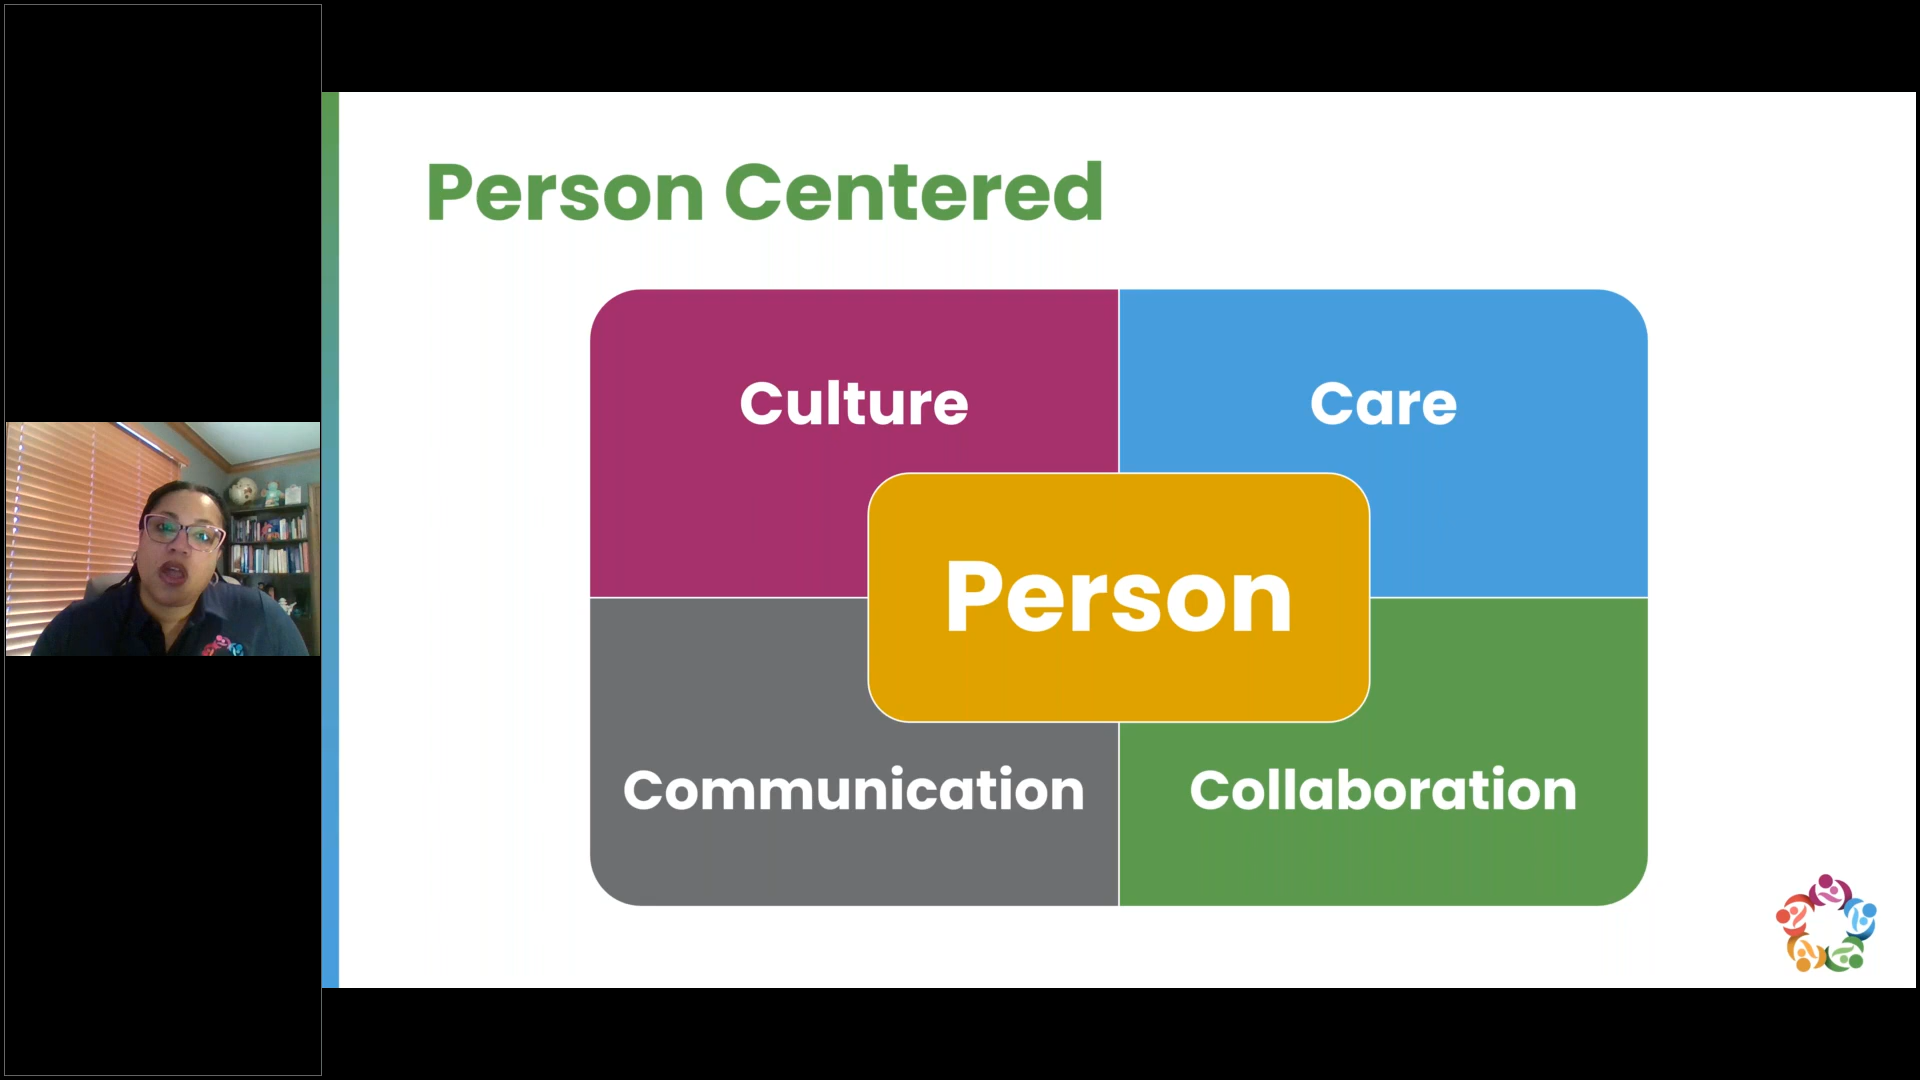 Person Centered
Culture
Care
Person
Communication
Collaboration